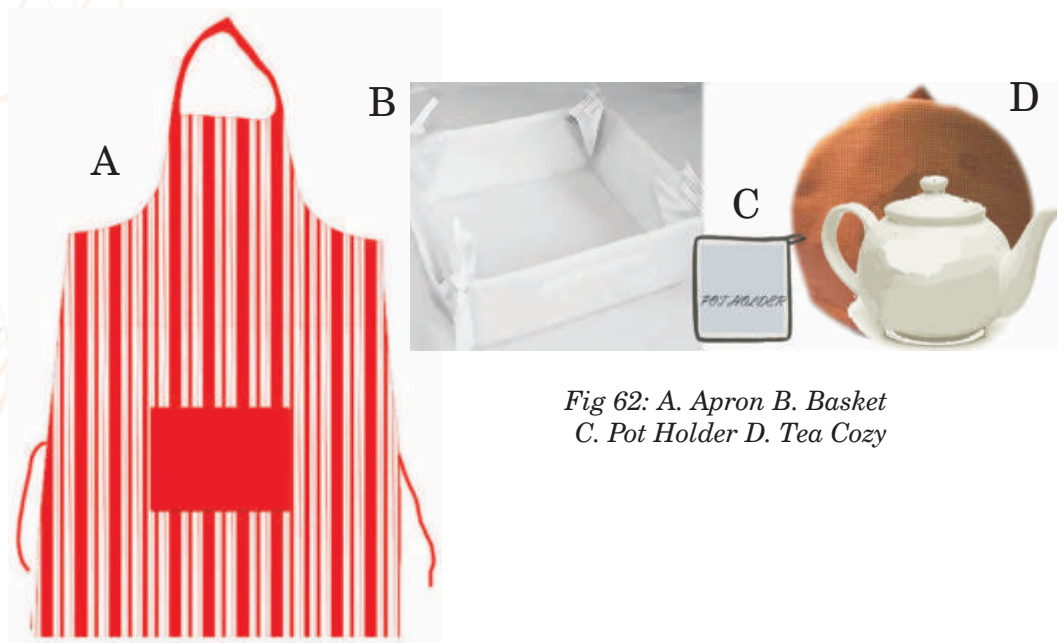 A
B
C
D
POT HOLDER
Fig 62: A. Apron B. Basket
C. Pot Holder D. Tea Cozy